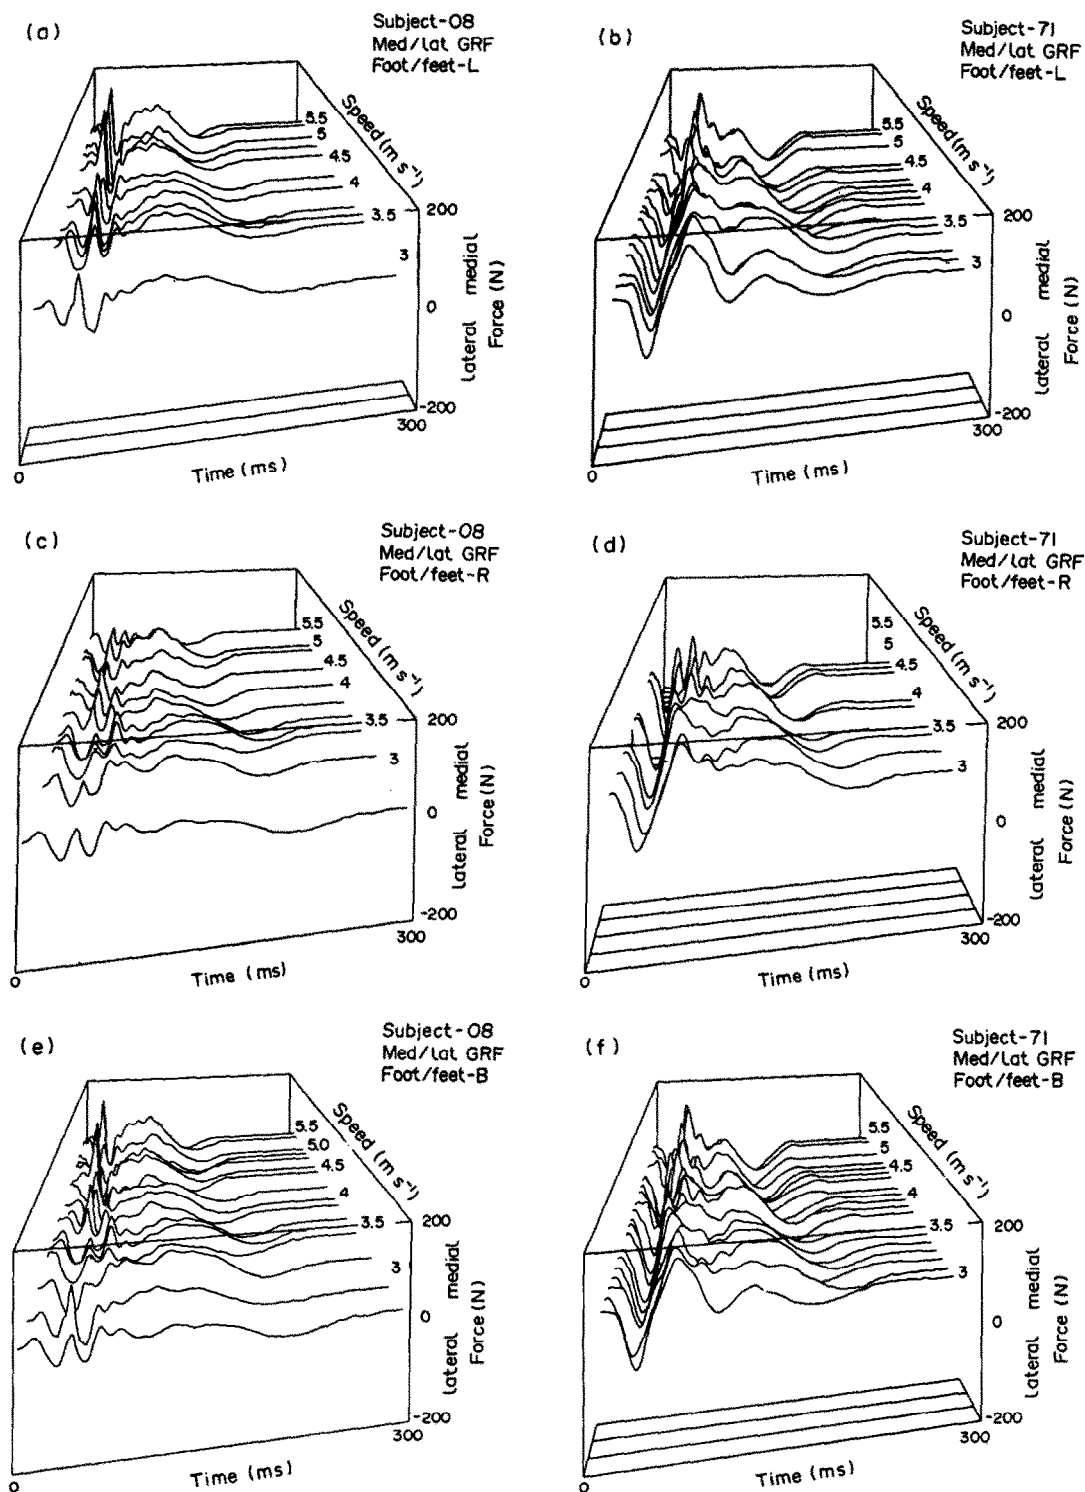 (a)
Subject-08
Med/lat GRF
Foot/feet-L
Speed (m s⁻¹)
5.5
5
4.5
4
3.5
3
200
0
-200
lateral medial
Force (N)
300
0
Time (ms)
(b)
Subject-71
Med/lat GRF
Foot/feet-L
Speed (m s⁻¹)
5.5
5
4.5
4
3.5
3
200
0
-200
lateral medial
Force (N)
300
0
Time (ms)
(c)
Subject-08
Med/lat GRF
Foot/feet-R
Speed (m s⁻¹)
5.5
5
4.5
4
3.5
3
200
0
-200
lateral medial
Force (N)
300
0
Time (ms)
(d)
Subject-71
Med/lat GRF
Foot/feet-R
Speed (m s⁻¹)
5.5
5
4.5
4
3.5
3
200
0
-200
lateral medial
Force (N)
300
0
Time (ms)
(e)
Subject-08
Med/lat GRF
Foot/feet-B
Speed (m s⁻¹)
5.5
5.0
4.5
4
3.5
3
200
0
-200
lateral medial
Force (N)
300
0
Time (ms)
(f)
Subject-71
Med/lat GRF
Foot/feet-B
Speed (m s⁻¹)
5.5
5
4.5
4
3.5
3
200
0
-200
lateral medial
Force (N)
300
0
Time (ms)